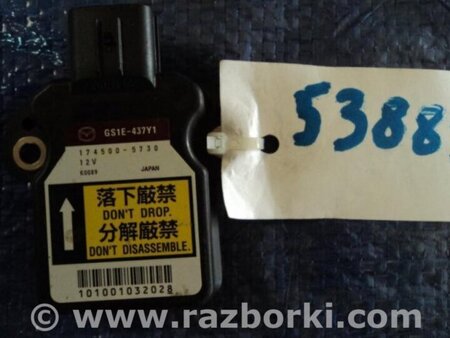 GS1E-437Y1
174500-5730
12V
K0089 JAPAN
落下厳禁
DON'T DROP.
分解厳禁
DON'T DISASSEMBLE.
101001032028
5388
www.razborki.com